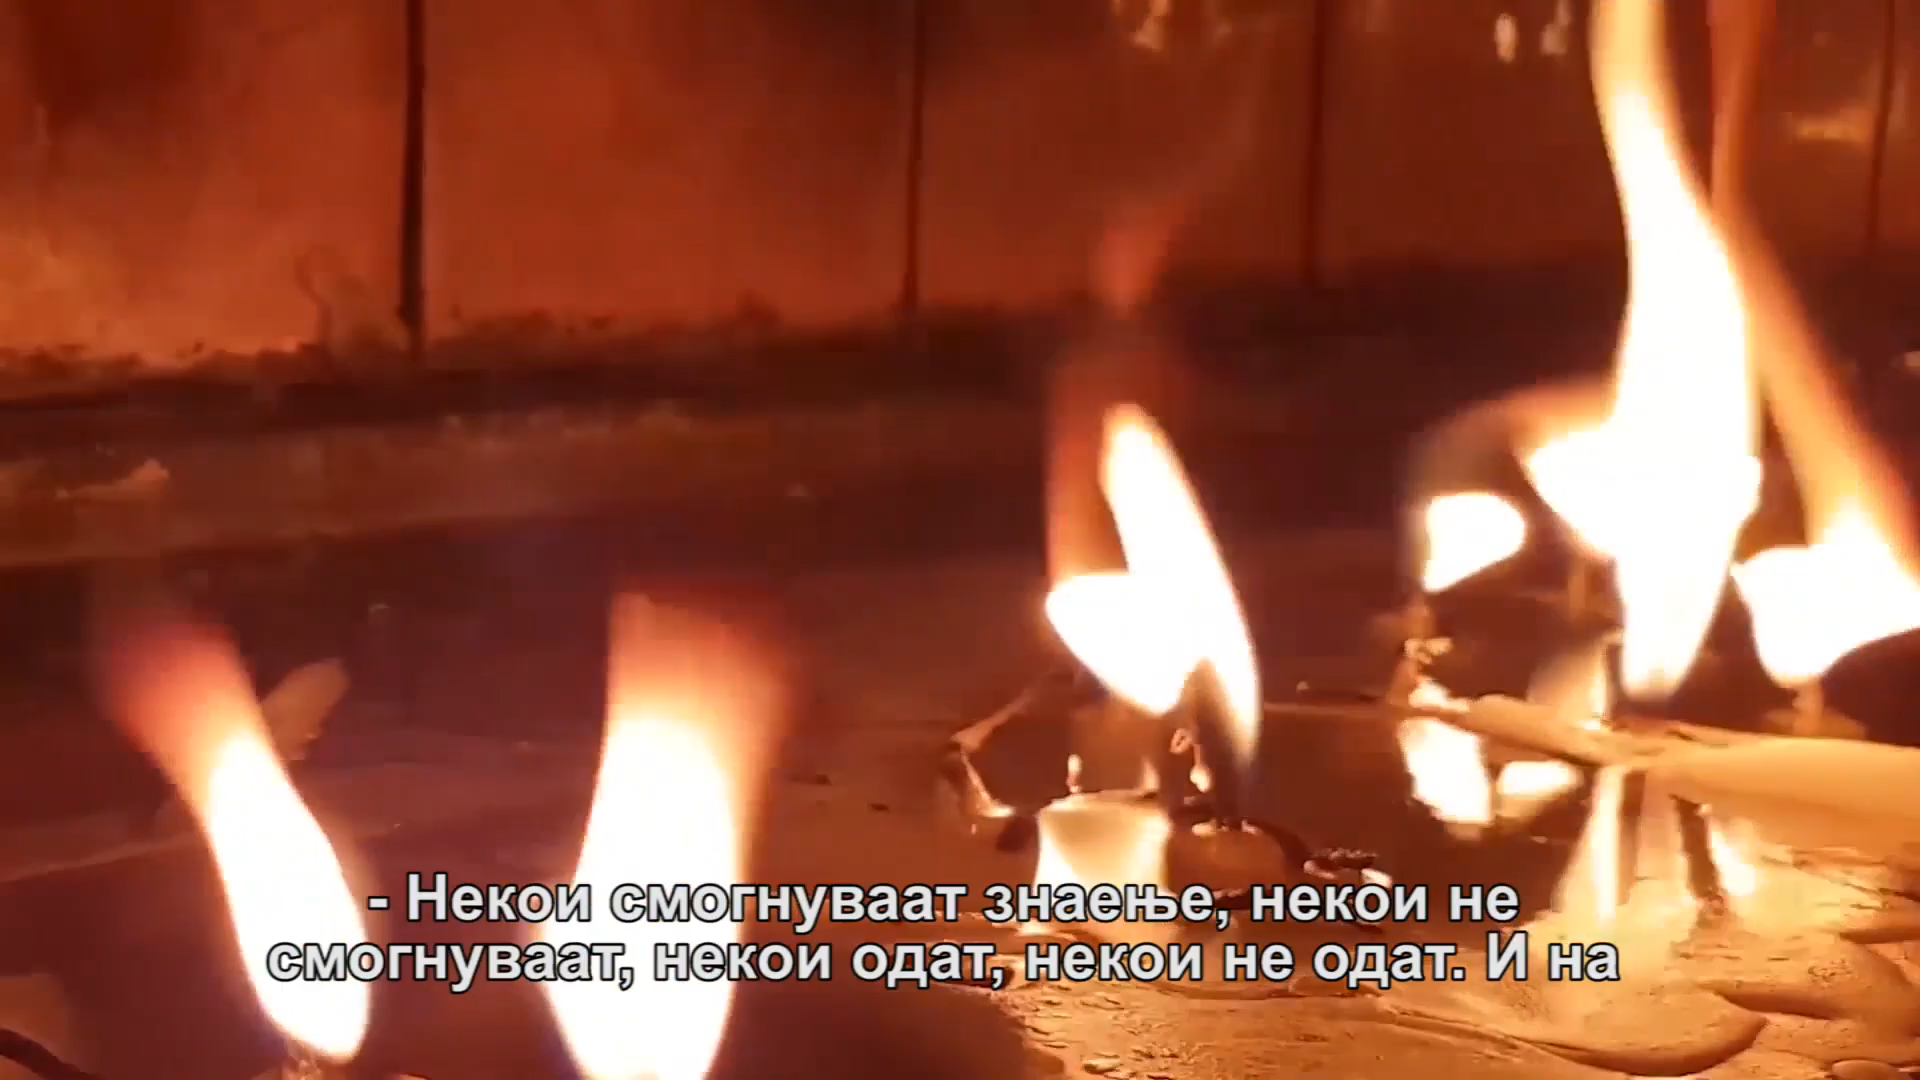 - Некои смогнуваат знаење, некои не
смогнуваат, некои одат, некои не одат. И на